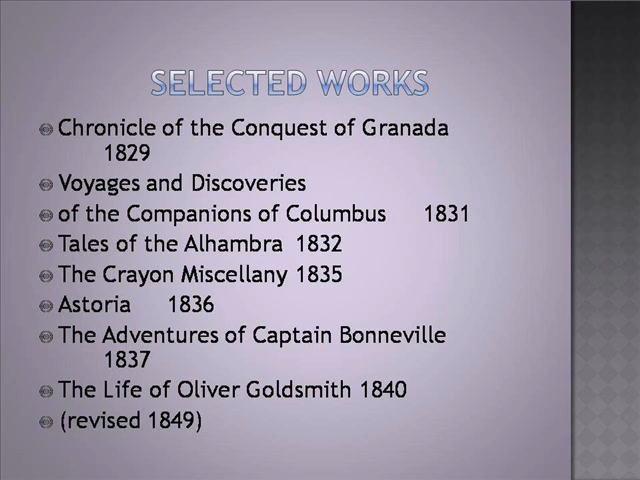 SELECTED WORKS
Chronicle of the Conquest of Granada
1829
Voyages and Discoveries
of the Companions of Columbus 1831
Tales of the Alhambra 1832
The Crayon Miscellany 1835
Astoria 1836
The Adventures of Captain Bonneville
1837
The Life of Oliver Goldsmith 1840
(revised 1849)